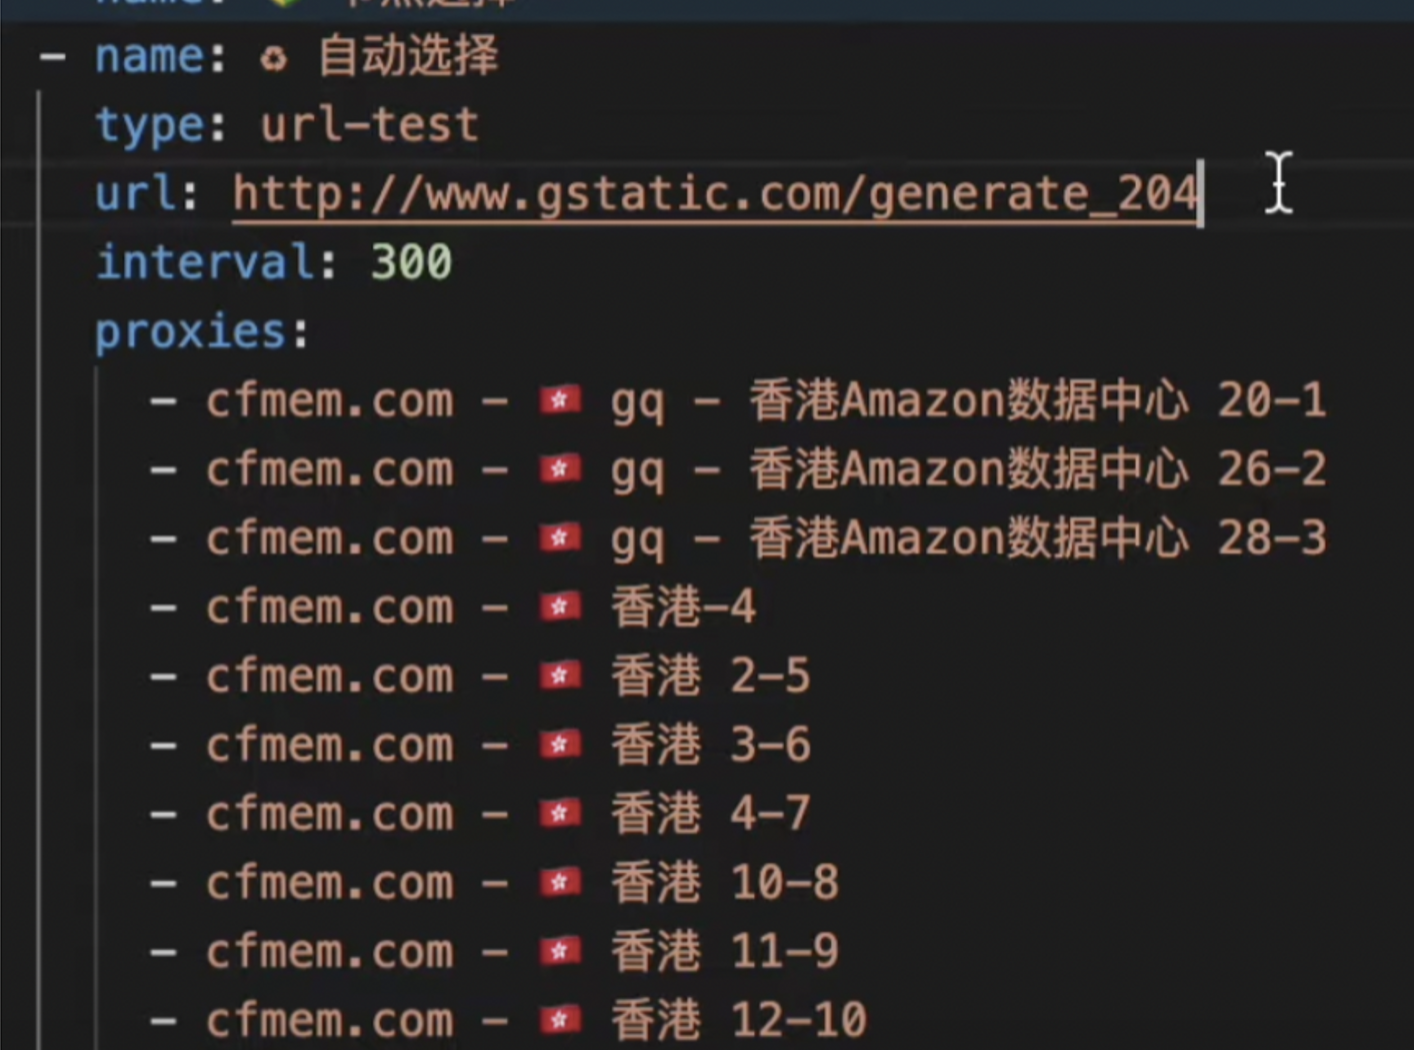 name: 节点选择
- name: ♻ 自动选择
type: url-test
url: http://www.gstatic.com/generate_204
interval: 300
proxies:
- cfmem.com - 🇭🇰 gq - 香港Amazon数据中心 20-1
- cfmem.com - 🇭🇰 gq - 香港Amazon数据中心 26-2
- cfmem.com - 🇭🇰 gq - 香港Amazon数据中心 28-3
- cfmem.com - 🇭🇰 香港-4
- cfmem.com - 🇭🇰 香港 2-5
- cfmem.com - 🇭🇰 香港 3-6
- cfmem.com - 🇭🇰 香港 4-7
- cfmem.com - 🇭🇰 香港 10-8
- cfmem.com - 🇭🇰 香港 11-9
- cfmem.com - 🇭🇰 香港 12-10